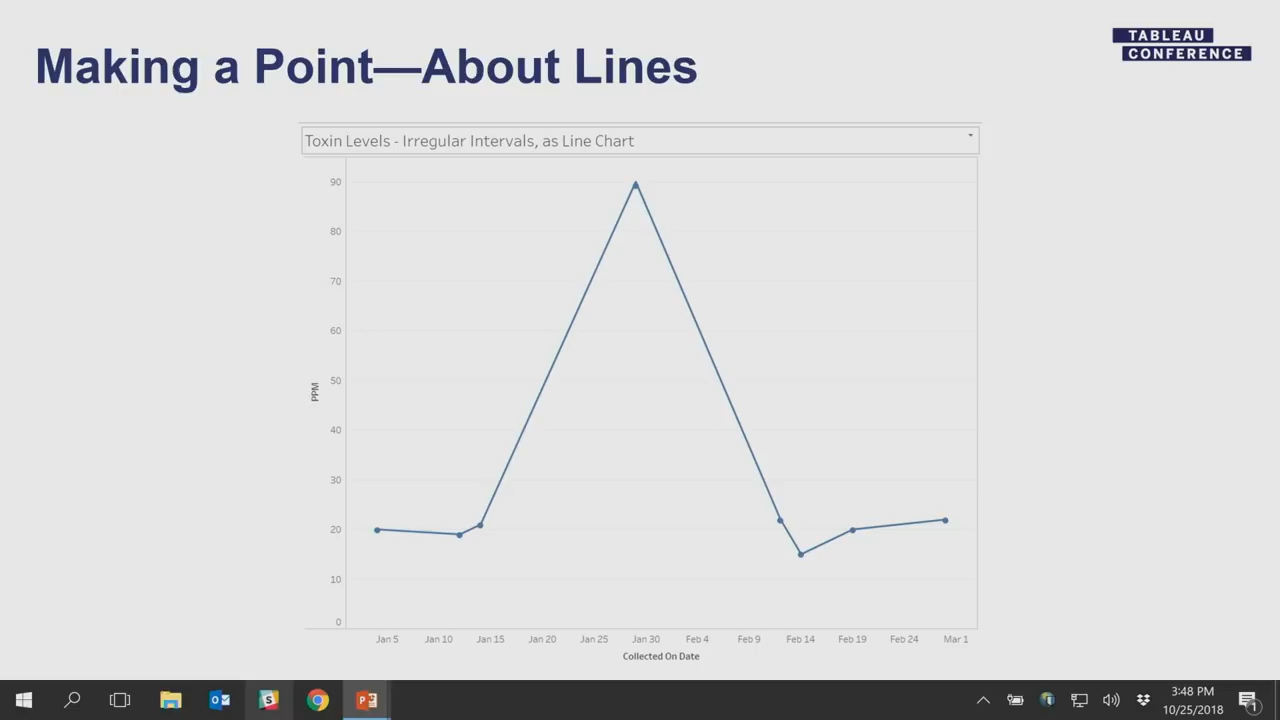 Making a Point—About Lines
TABLEAU
CONFERENCE
Toxin Levels - Irregular Intervals, as Line Chart
90
80
70
60
50
40
30
20
10
0
PPM
Jan 5 Jan 10 Jan 15 Jan 20 Jan 25 Jan 30 Feb 4 Feb 9 Feb 14 Feb 19 Feb 24 Mar 1
Collected On Date
3:48 PM
10/25/2018
1